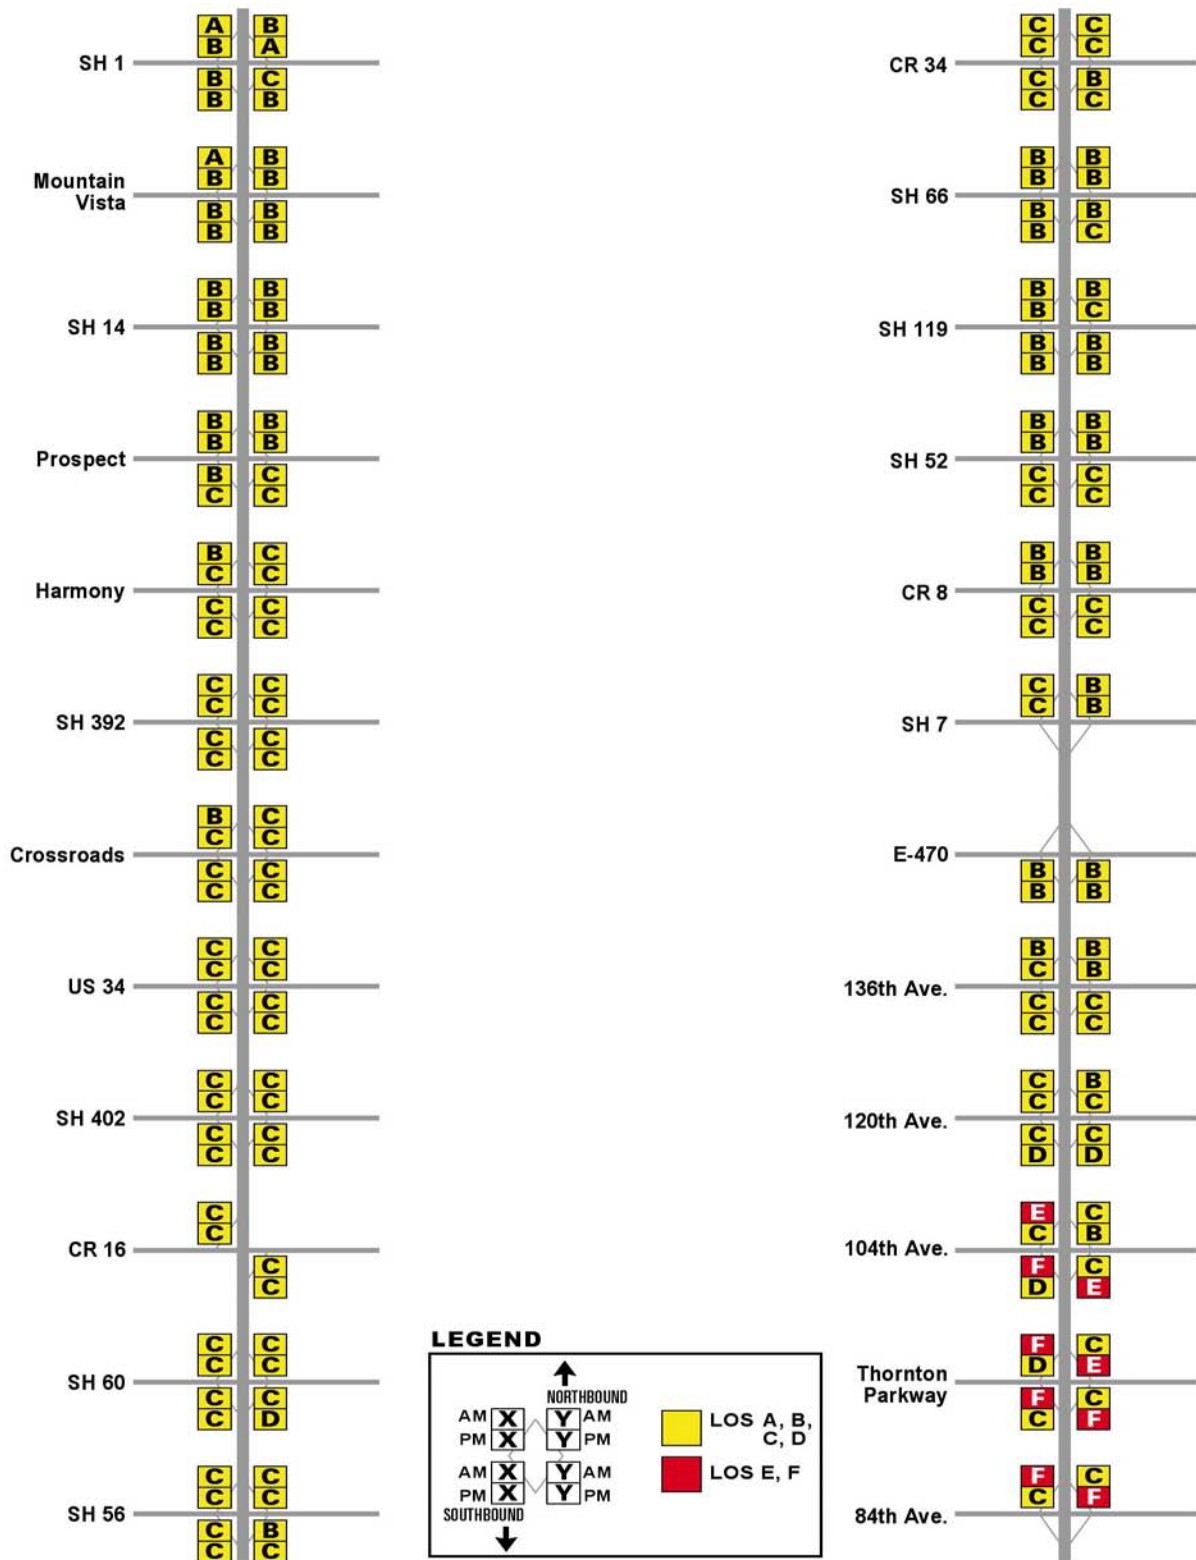 A B
B A
SH 1
B C
B B
A B
B B
Mountain
Vista
B B
B B
B B
B B
SH 14
B B
B B
B B
B B
Prospect
B C
C C
B C
C C
Harmony
C C
C C
C C
C C
SH 392
C C
C C
B C
C C
Crossroads
C C
C C
C C
C C
US 34
C C
C C
C C
C C
SH 402
C C
C C
C
C
CR 16
C
C
C C
C C
SH 60
C C
C D
C C
C C
SH 56
C B
C C
C C
C C
CR 34
C B
C C
B B
B B
SH 66
B B
B C
B B
B C
SH 119
B B
B B
B B
B B
SH 52
C C
C C
B B
B B
CR 8
C C
C C
C B
C B
SH 7
E-470
B B
B B
B B
C B
136th Ave.
C C
C C
C B
C C
120th Ave.
C C
D D
E C
C B
104th Ave.
F C
D E
F C
D E
Thornton
Parkway
F C
C F
F C
C F
84th Ave.
LEGEND
NORTHBOUND
AM X Y AM
PM X Y PM
AM X Y AM
PM X Y PM
SOUTHBOUND
LOS A, B,
C, D
LOS E, F